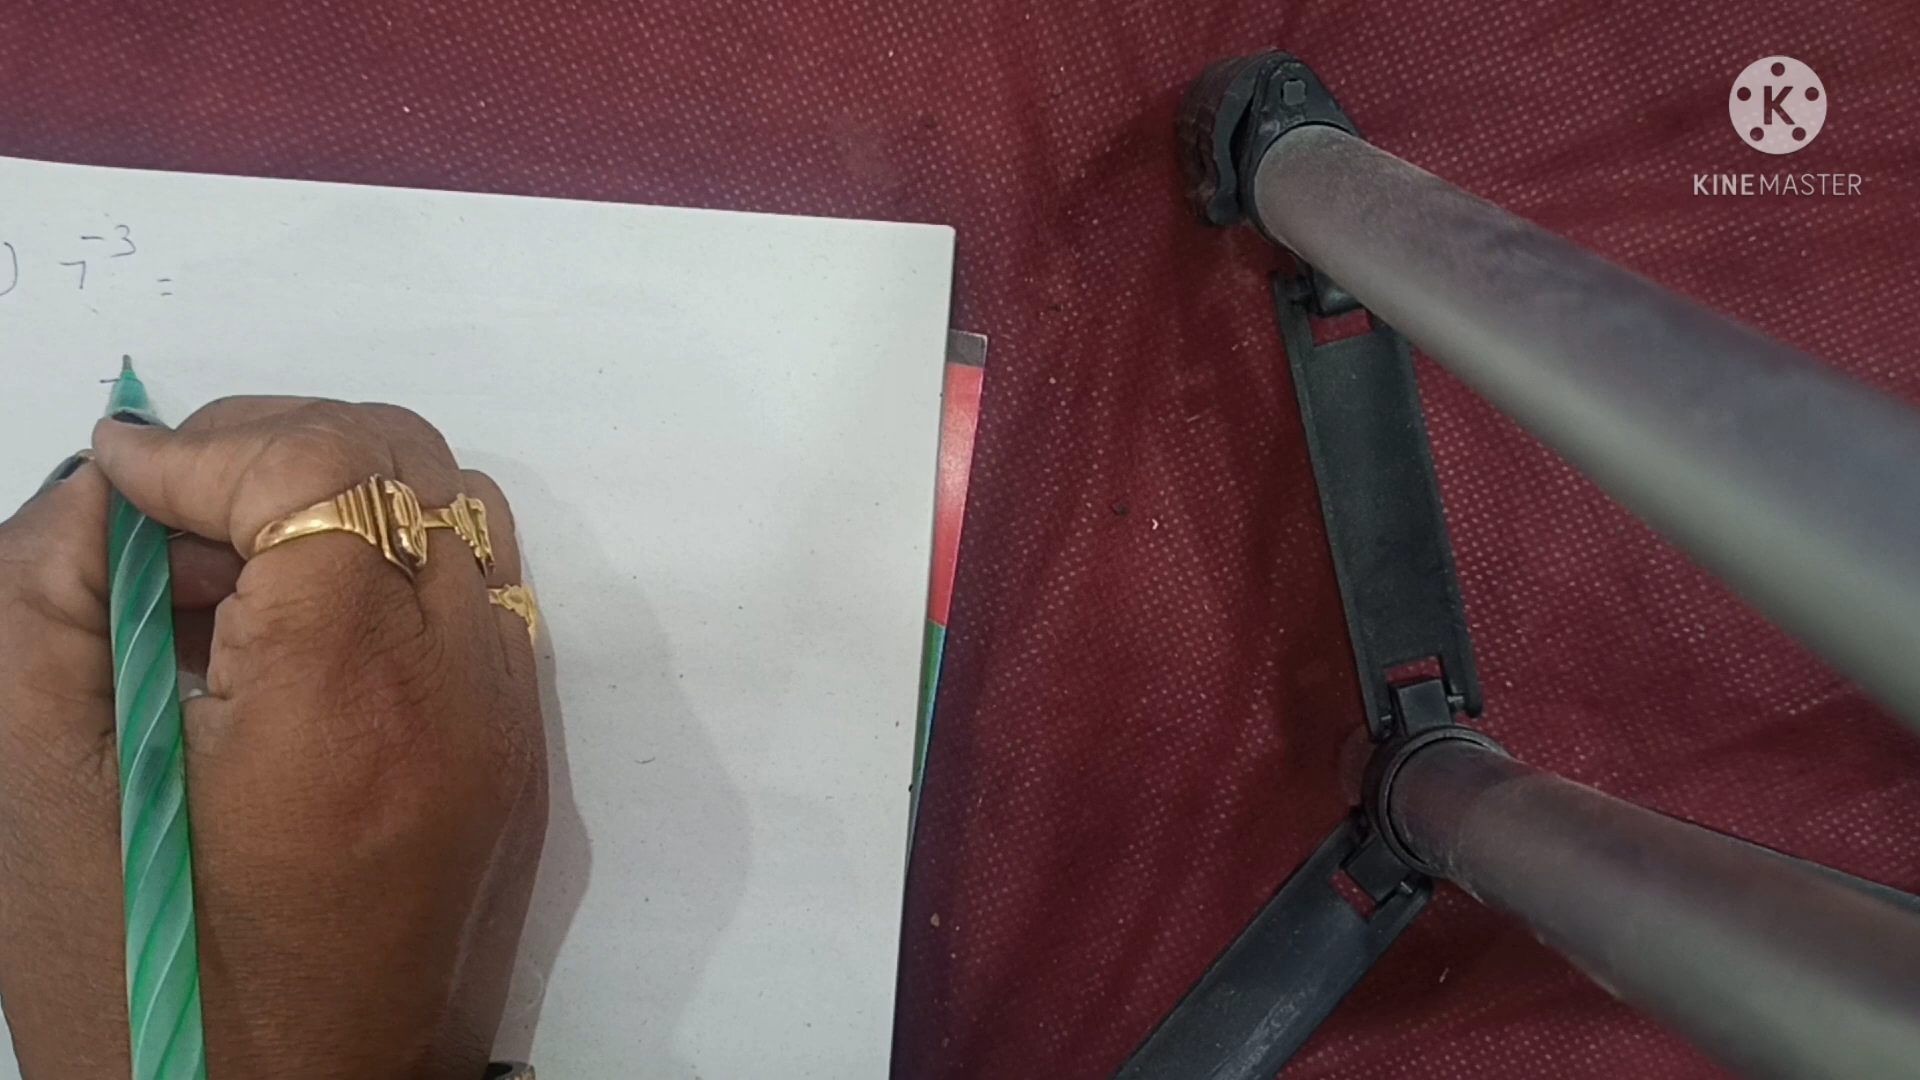 ) 7⁻³ =
-
KINEMASTER